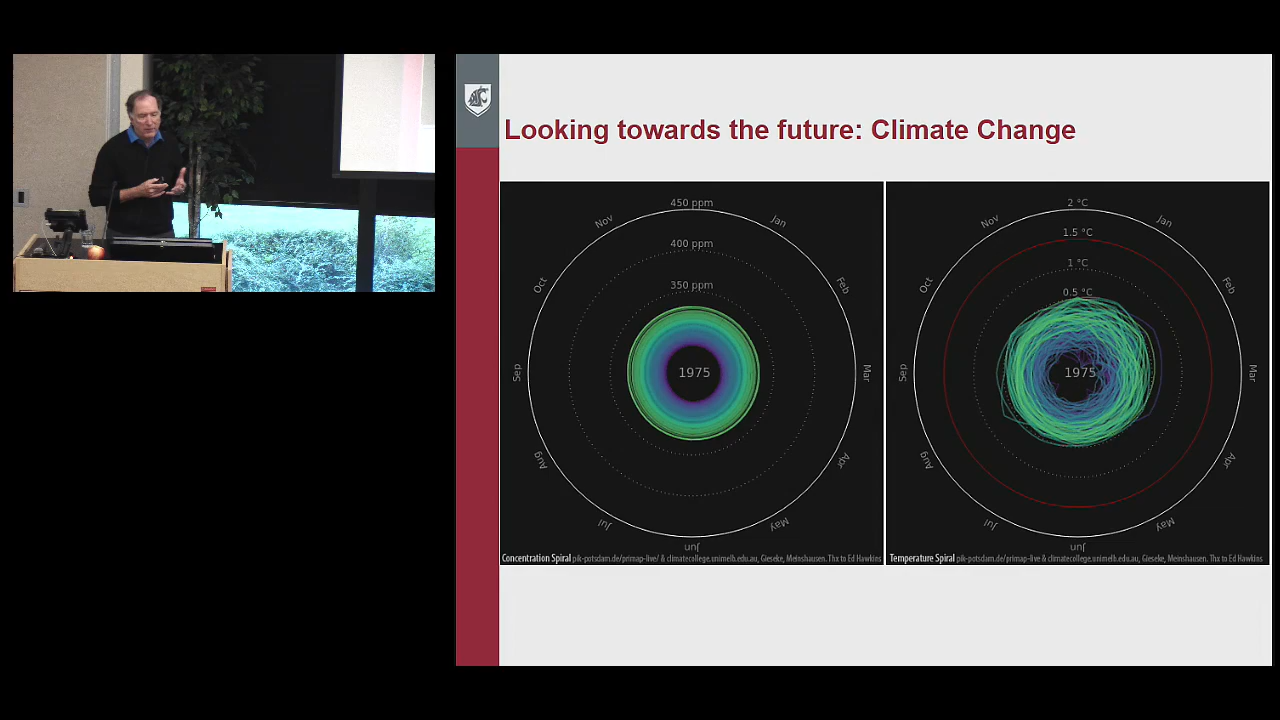 Looking towards the future: Climate Change
450 ppm
400 ppm
350 ppm
Nov
Jan
Oct
Feb
Sep
1975
Mar
Aug
Apr
Jul
May
Jun
Concentration Spiral pik-potsdam.de/primap-live/ & climatecollege.unimelb.edu.au, Gieseke, Meinshausen. Thx to Ed Hawkins
2 °C
1.5 °C
1 °C
0.5 °C
Nov
Jan
Oct
Feb
Sep
1975
Mar
Aug
Apr
Jul
May
Jun
Temperature Spiral pik-potsdam.de/primap-live & climatecollege.unimelb.edu.au, Gieseke, Meinshausen. Thx to Ed Hawkins